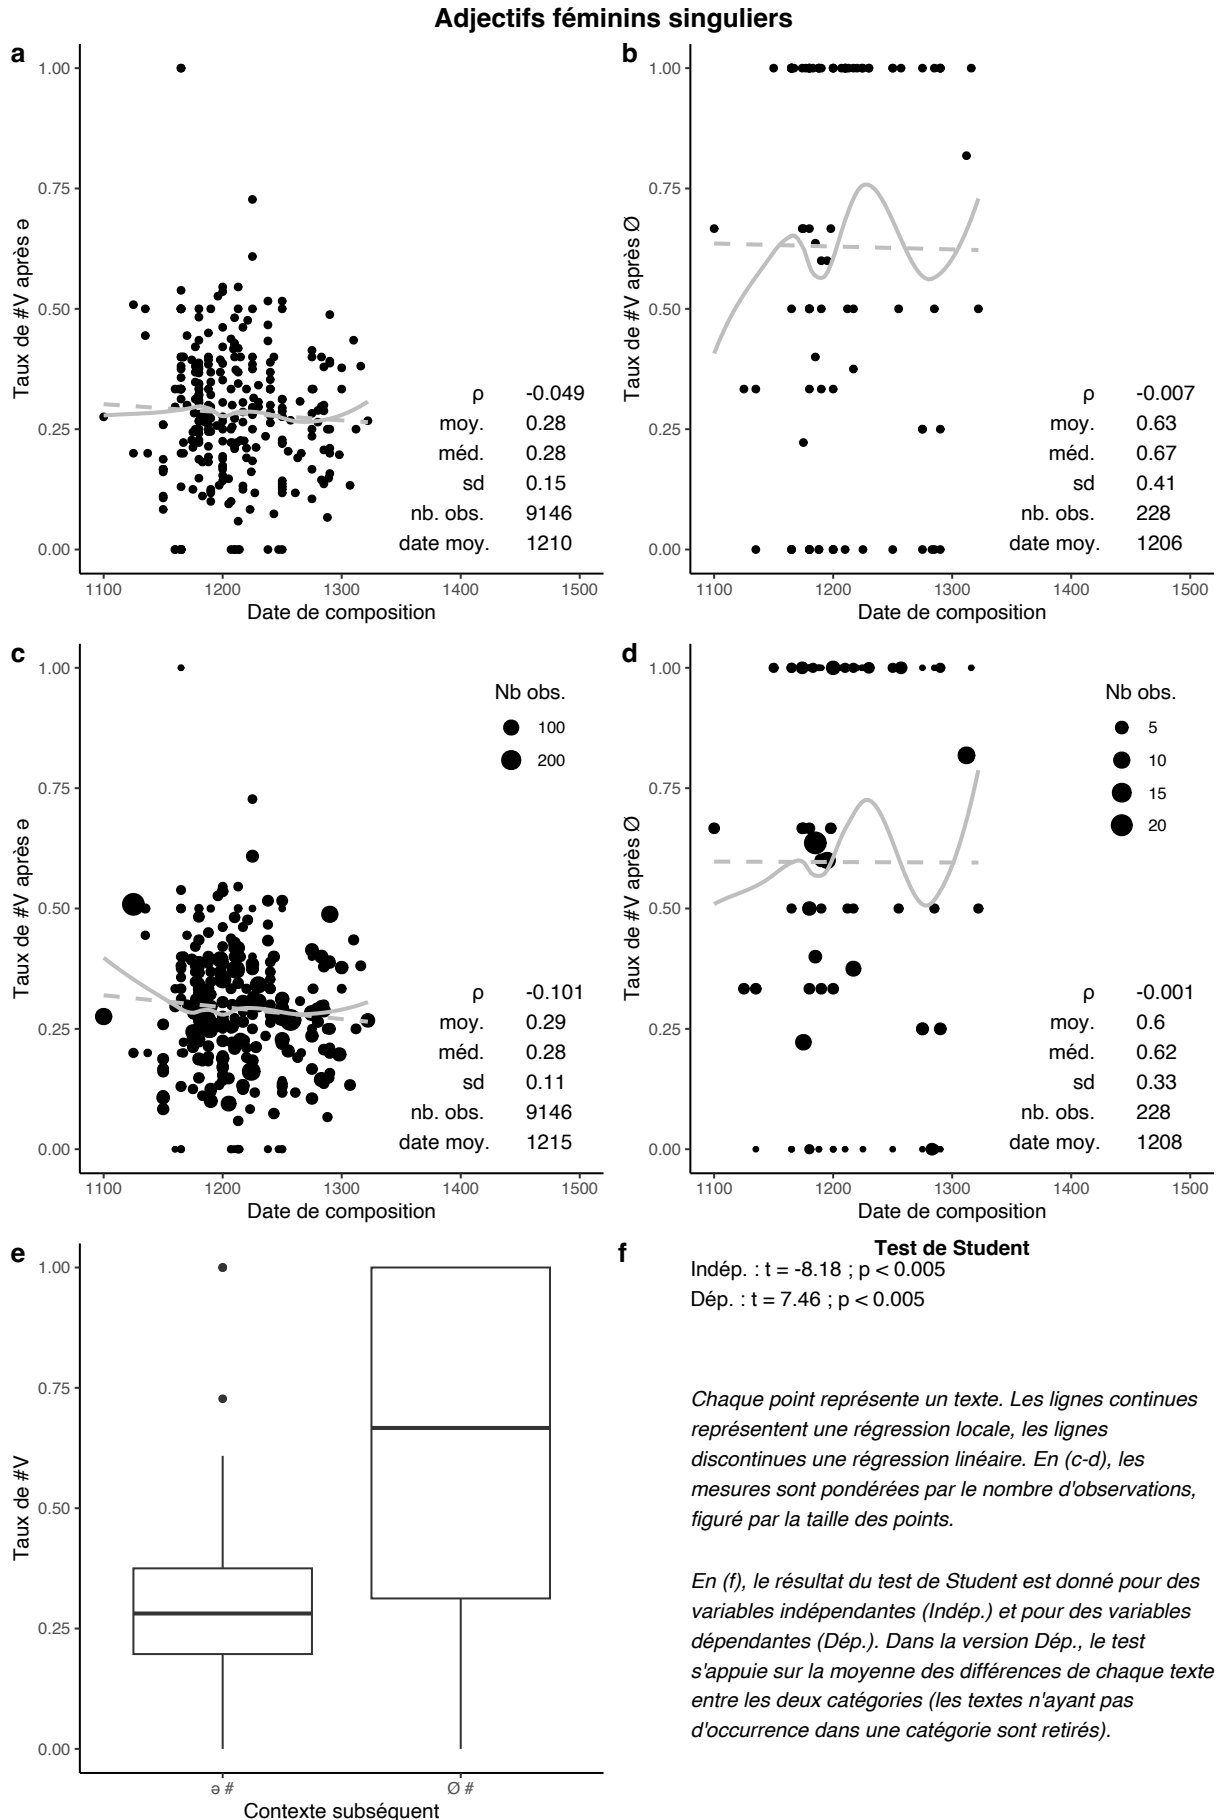 Adjectifs féminins singuliers
a
1.00
0.75
0.50
0.25
0.00
Taux de #V après ə
ρ -0.049
moy. 0.28
méd. 0.28
sd 0.15
nb. obs. 9146
date moy. 1210
1100 1200 1300 1400 1500
Date de composition
b
1.00
0.75
0.50
0.25
0.00
Taux de #V après Ø
ρ -0.007
moy. 0.63
méd. 0.67
sd 0.41
nb. obs. 228
date moy. 1206
1100 1200 1300 1400 1500
Date de composition
c
1.00
0.75
0.50
0.25
0.00
Taux de #V après ə
Nb obs.
100
200
ρ -0.101
moy. 0.29
méd. 0.28
sd 0.11
nb. obs. 9146
date moy. 1215
1100 1200 1300 1400 1500
Date de composition
d
1.00
0.75
0.50
0.25
0.00
Taux de #V après Ø
Nb obs.
5
10
15
20
ρ -0.001
moy. 0.6
méd. 0.62
sd 0.33
nb. obs. 228
date moy. 1208
1100 1200 1300 1400 1500
Date de composition
e
1.00
0.75
0.50
0.25
0.00
Taux de #V
ə # Ø #
Contexte subséquent
f
Test de Student
Indép. : t = -8.18 ; p < 0.005
Dép. : t = 7.46 ; p < 0.005
Chaque point représente un texte. Les lignes continues
représentent une régression locale, les lignes
discontinues une régression linéaire. En (c-d), les
mesures sont pondérées par le nombre d'observations,
figuré par la taille des points.
En (f), le résultat du test de Student est donné pour des
variables indépendantes (Indép.) et pour des variables
dépendantes (Dép.). Dans la version Dép., le test
s'appuie sur la moyenne des différences de chaque texte
entre les deux catégories (les textes n'ayant pas
d'occurrence dans une catégorie sont retirés).